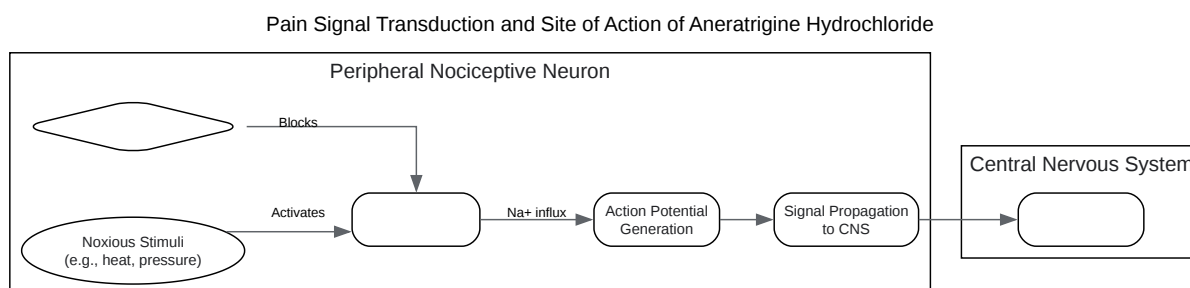 Pain Signal Transduction and Site of Action of Aneratrigine Hydrochloride
Peripheral Nociceptive Neuron
Blocks
Central Nervous System
Activates
Na+ influx
Action Potential
Generation
Signal Propagation
to CNS
Noxious Stimuli
(e.g., heat, pressure)